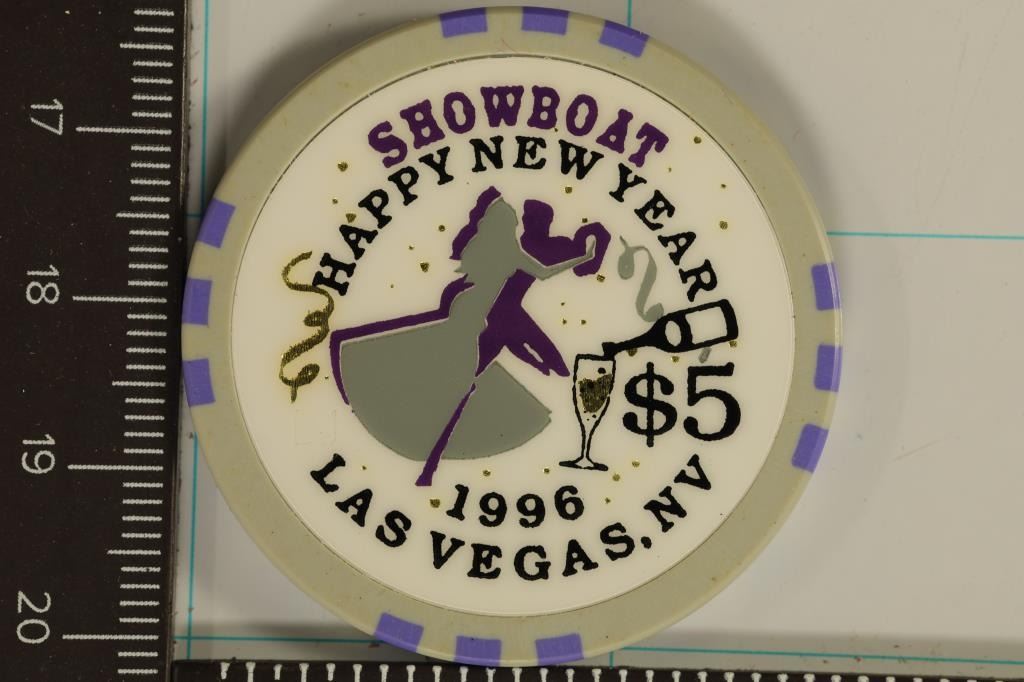 SHOWBOAT
HAPPY NEW YEAR
$5
1996
LAS VEGAS, NV
17
18
19
20